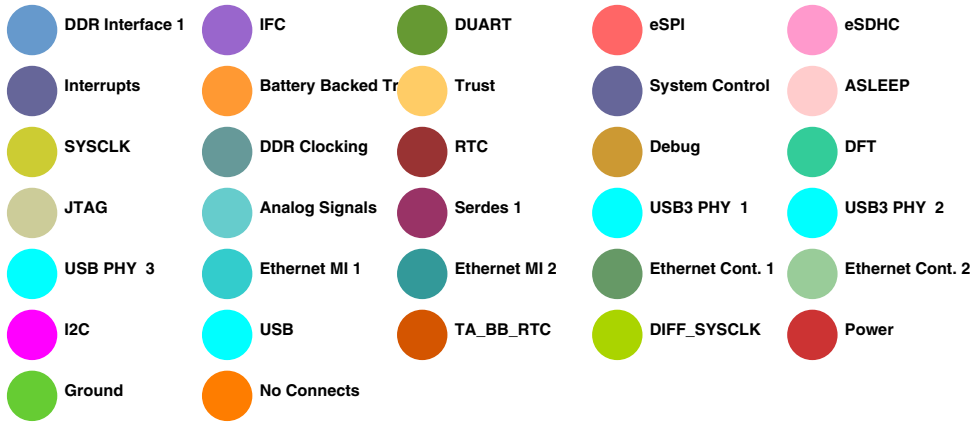 DDR Interface 1 IFC DUART eSPI eSDHC
Interrupts Battery Backed Tr Trust System Control ASLEEP
SYSCLK DDR Clocking RTC Debug DFT
JTAG Analog Signals Serdes 1 USB3 PHY 1 USB3 PHY 2
USB PHY 3 Ethernet MI 1 Ethernet MI 2 Ethernet Cont. 1 Ethernet Cont. 2
I2C USB TA_BB_RTC DIFF_SYSCLK Power
Ground No Connects